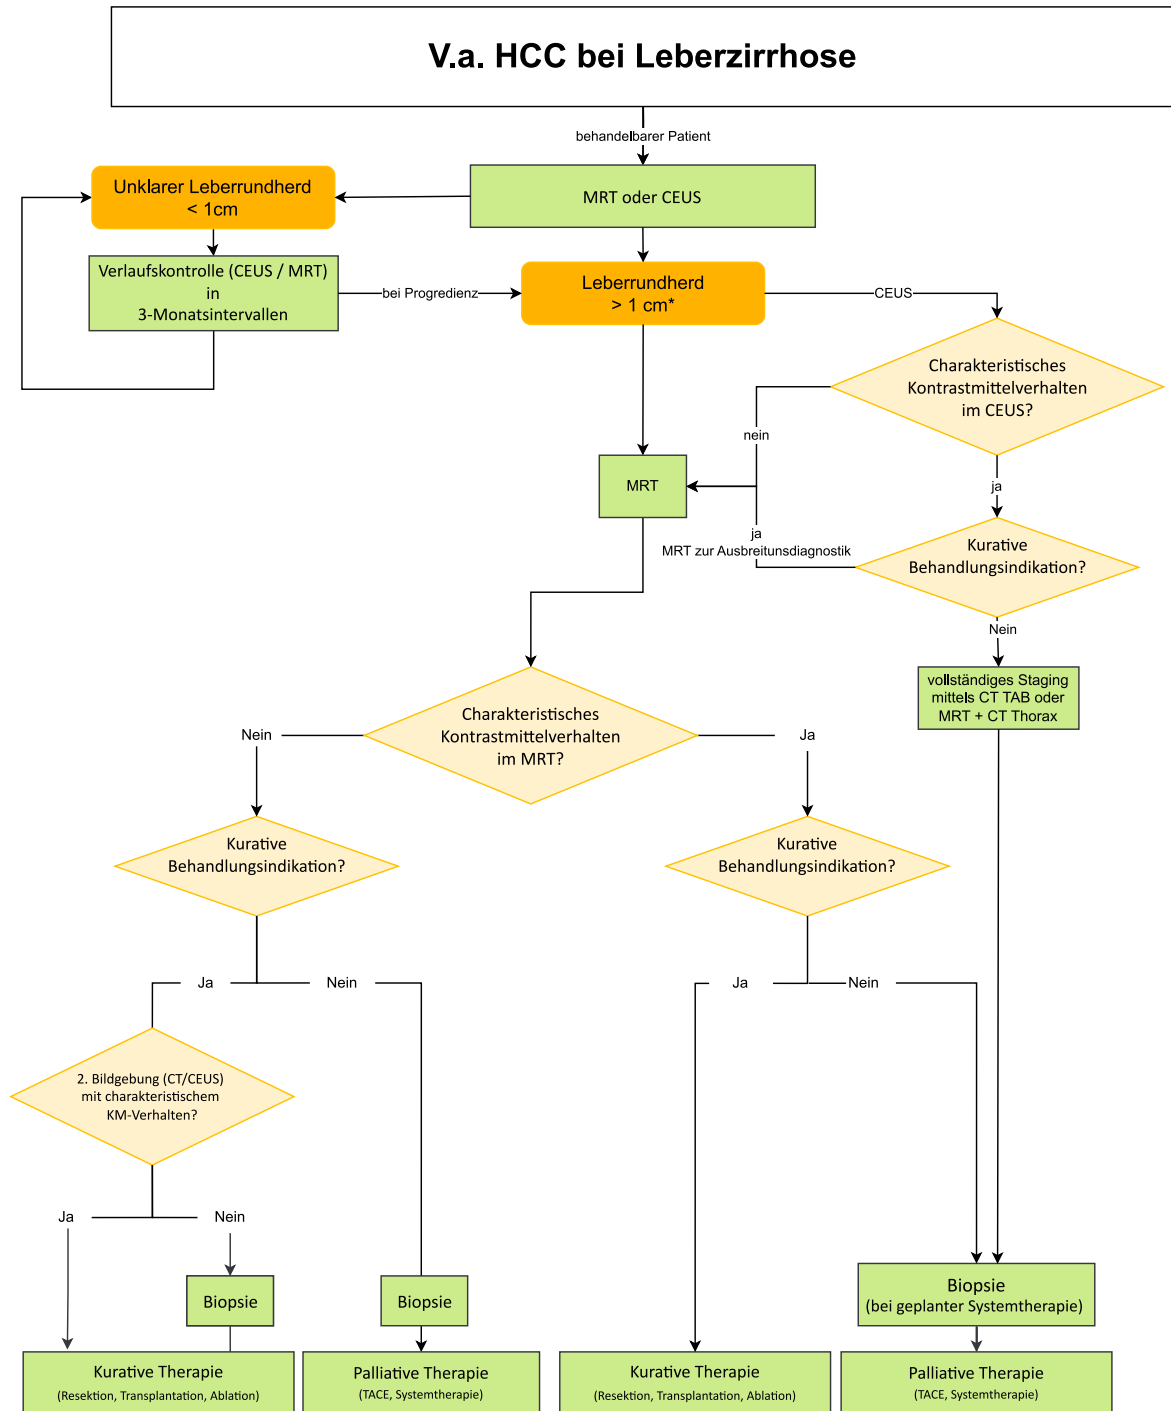 V.a. HCC bei Leberzirrhose
behandelbarer Patient
Unklarer Leberrundherd
< 1cm
MRT oder CEUS
Verlaufskontrolle (CEUS / MRT)
in
3-Monatsintervallen
bei Progredienz
Leberrundherd
> 1 cm*
CEUS
Charakteristisches
Kontrastmittelverhalten
im CEUS?
nein
MRT
ja
ja
MRT zur Ausbreitunsdiagnostik
Kurative
Behandlungsindikation?
Nein
vollständiges Staging
mittels CT TAB oder
MRT + CT Thorax
Charakteristisches
Kontrastmittelverhalten
im MRT?
Nein
Ja
Kurative
Behandlungsindikation?
Kurative
Behandlungsindikation?
Ja
Nein
Ja
Nein
2. Bildgebung (CT/CEUS)
mit charakteristischem
KM-Verhalten?
Ja
Nein
Biopsie
Biopsie
Biopsie
(bei geplanter Systemtherapie)
Kurative Therapie
(Resektion, Transplantation, Ablation)
Palliative Therapie
(TACE, Systemtherapie)
Kurative Therapie
(Resektion, Transplantation, Ablation)
Palliative Therapie
(TACE, Systemtherapie)